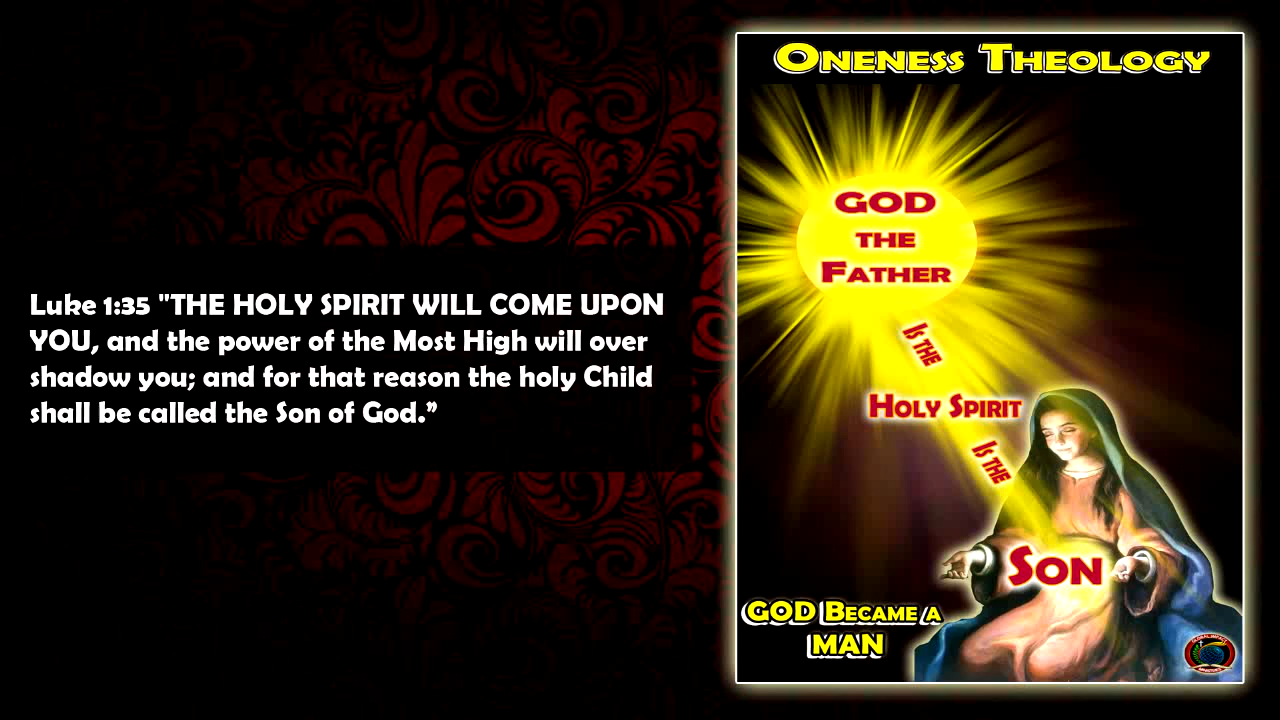 Luke 1:35 "THE HOLY SPIRIT WILL COME UPON
YOU, and the power of the Most High will over
shadow you; and for that reason the holy Child
shall be called the Son of God.”
ONENESS THEOLOGY
GOD
THE
FATHER
IS THE
HOLY SPIRIT
IS THE
SON
GOD BECAME A
MAN